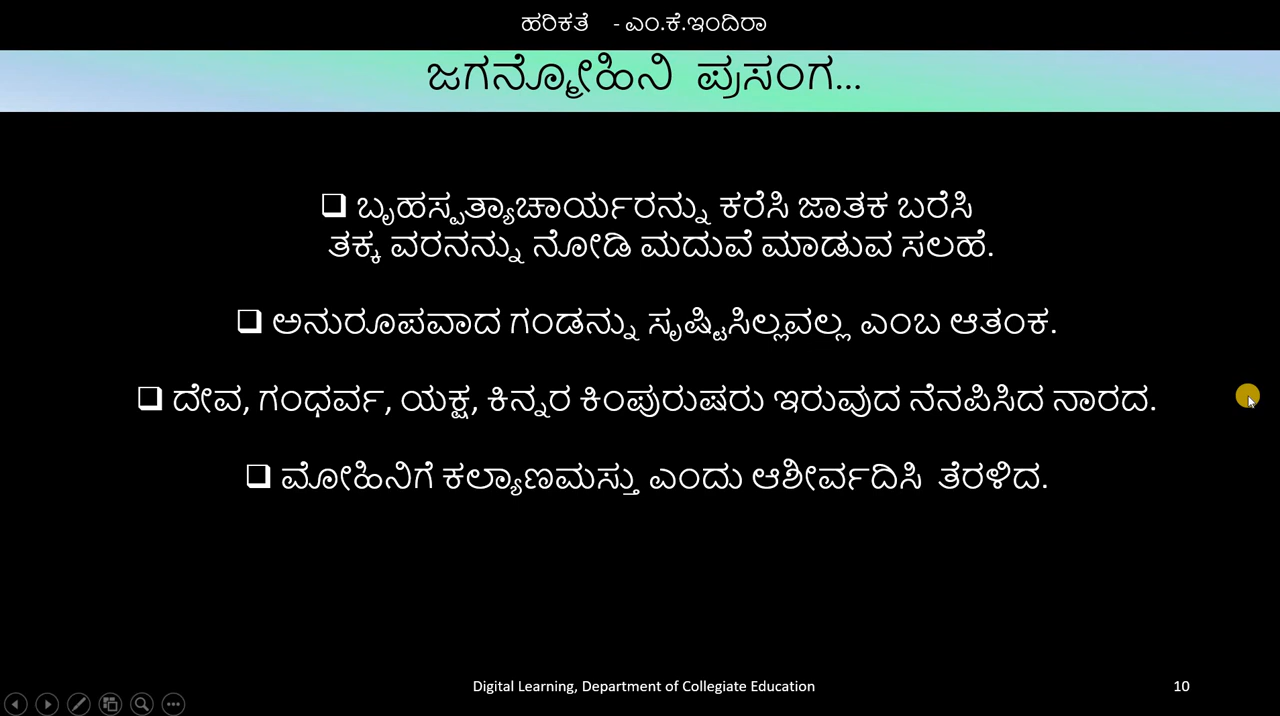 ಹರಿಕತೆ - ಎಂ.ಕೆ.ಇಂದಿರಾ
ಜಗನ್ಮೋಹಿನಿ ಪ್ರಸಂಗ...
❑ ಬೃಹಸ್ಪತ್ಯಾಚಾರ್ಯರನ್ನು ಕರೆಸಿ ಜಾತಕ ಬರೆಸಿ
ತಕ್ಕ ವರನನ್ನು ನೋಡಿ ಮದುವೆ ಮಾಡುವ ಸಲಹೆ.
❑ ಅನುರೂಪವಾದ ಗಂಡನ್ನು ಸೃಷ್ಟಿಸಿಲ್ಲವಲ್ಲ ಎಂಬ ಆತಂಕ.
❑ ದೇವ, ಗಂಧರ್ವ, ಯಕ್ಷ, ಕಿನ್ನರ ಕಿಂಪುರುಷರು ಇರುವುದ ನೆನಪಿಸಿದ ನಾರದ.
❑ ಮೋಹಿನಿಗೆ ಕಲ್ಯಾಣಮಸ್ತು ಎಂದು ಆಶೀರ್ವದಿಸಿ ತೆರಳಿದ.
Digital Learning, Department of Collegiate Education
10